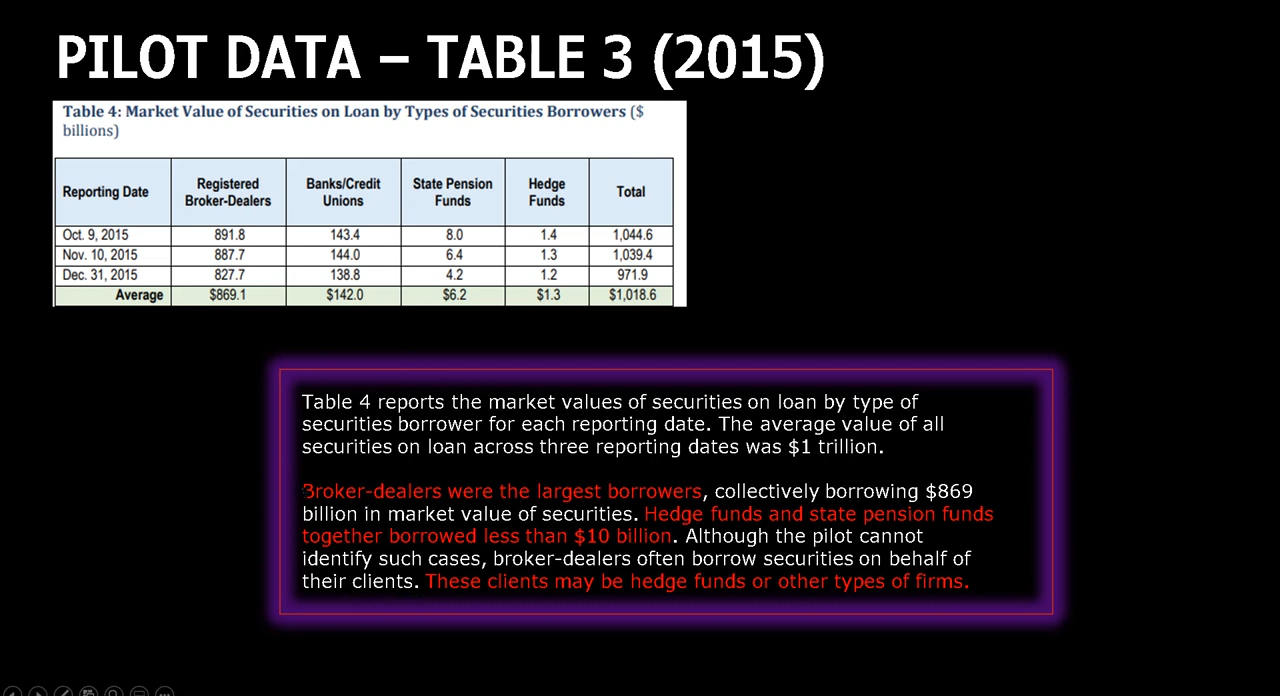 PILOT DATA – TABLE 3 (2015)
Table 4: Market Value of Securities on Loan by Types of Securities Borrowers ($
billions)
Reporting Date Registered Broker-Dealers Banks/Credit Unions State Pension Funds Hedge Funds Total
Oct. 9, 2015 891.8 143.4 8.0 1.4 1,044.6
Nov. 10, 2015 887.7 144.0 6.4 1.3 1,039.4
Dec. 31, 2015 827.7 138.8 4.2 1.2 971.9
Average $869.1 $142.0 $6.2 $1.3 $1,018.6
Table 4 reports the market values of securities on loan by type of
securities borrower for each reporting date. The average value of all
securities on loan across three reporting dates was $1 trillion.
Broker-dealers were the largest borrowers, collectively borrowing $869
billion in market value of securities. Hedge funds and state pension funds
together borrowed less than $10 billion. Although the pilot cannot
identify such cases, broker-dealers often borrow securities on behalf of
their clients. These clients may be hedge funds or other types of firms.